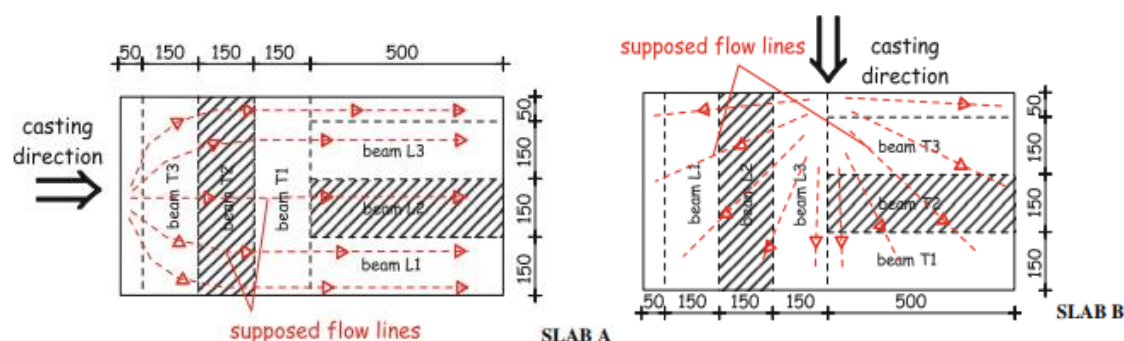 50 150 150 150 500
casting
direction
beam T3
beam T2
beam T1
beam L3
beam L2
beam L1
50
150
150
150
supposed flow lines
SLAB A
supposed flow lines
casting
direction
beam L1
beam L2
beam L3
beam T3
beam T2
beam T1
50
150
150
150
50 150 150 150 500
SLAB B